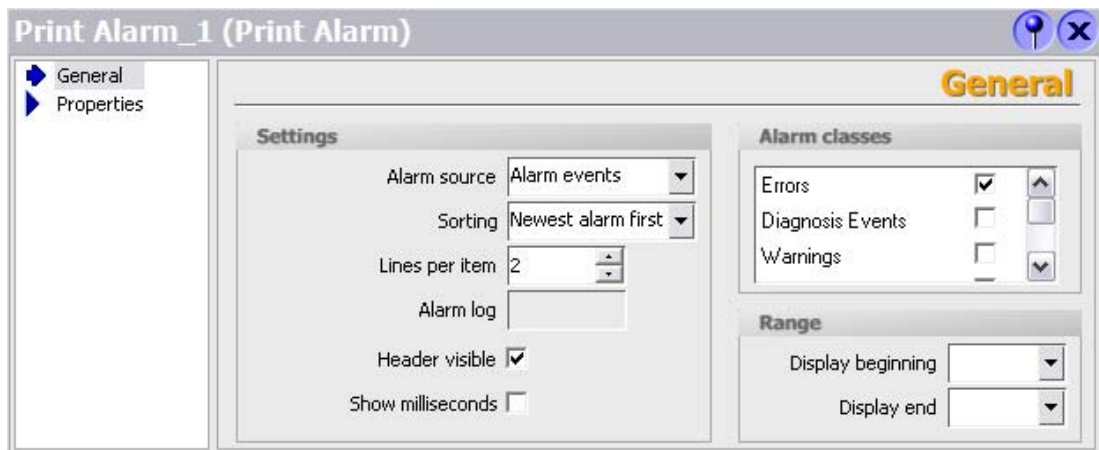 Print Alarm_1 (Print Alarm)
General
Properties
General
Settings
Alarm source Alarm events
Sorting Newest alarm first
Lines per item 2
Alarm log
Header visible
Show milliseconds
Alarm classes
Errors
Diagnosis Events
Warnings
Range
Display beginning
Display end